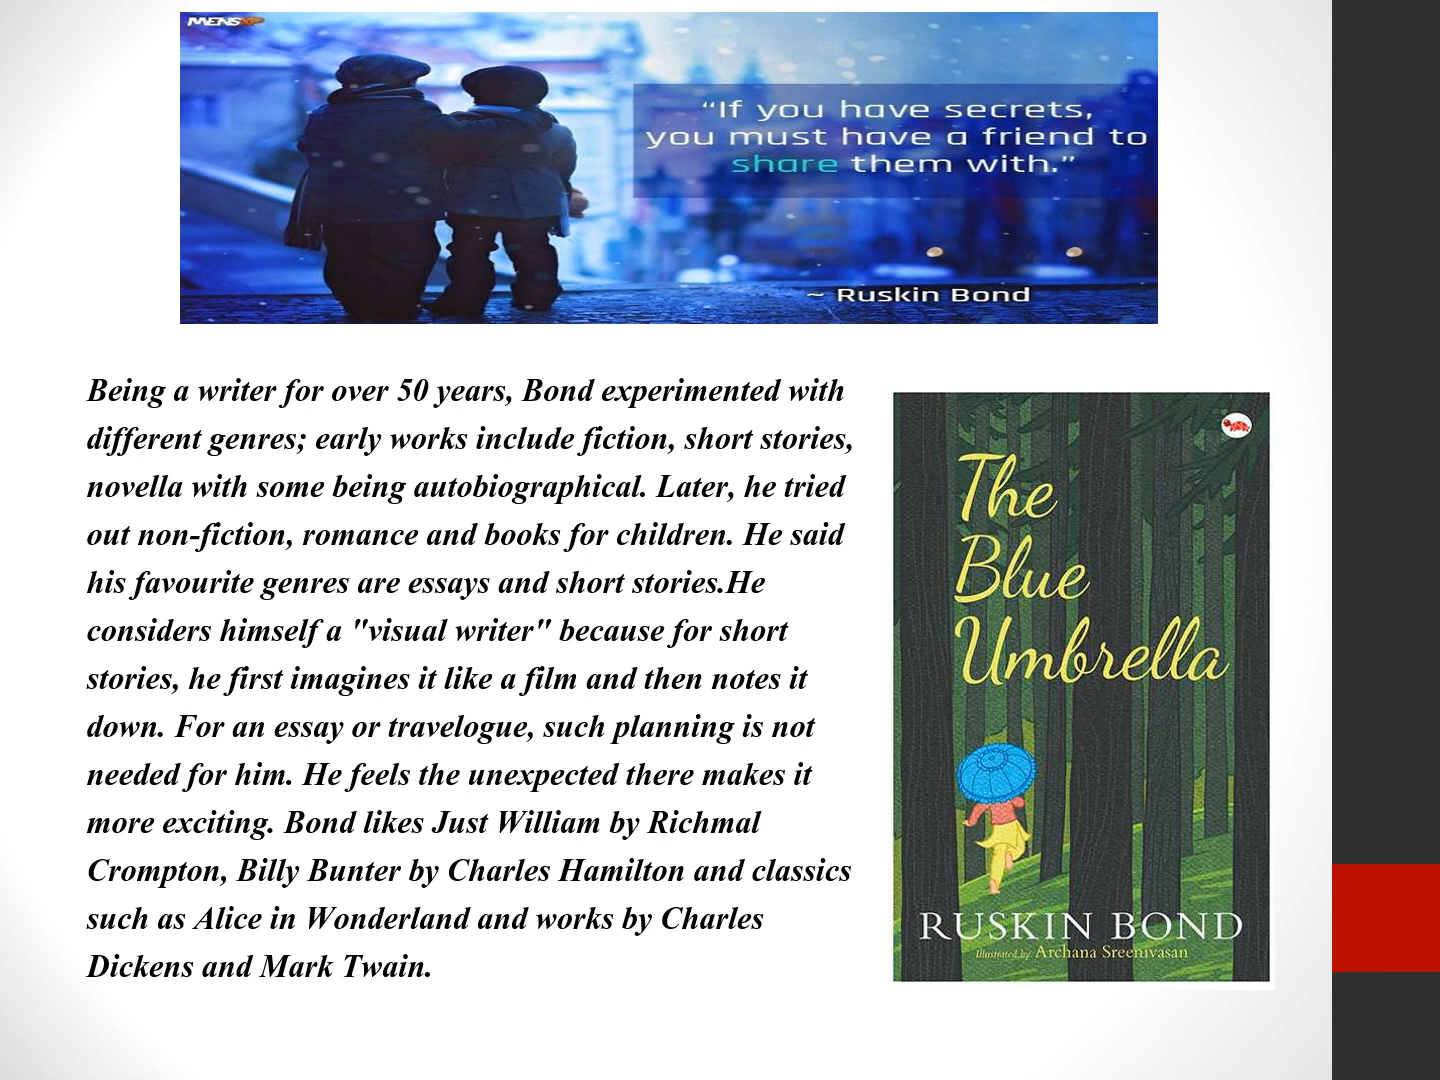 MENSXP
“If you have secrets,
you must have a friend to
share them with.”
~ Ruskin Bond
Being a writer for over 50 years, Bond experimented with
different genres; early works include fiction, short stories,
novella with some being autobiographical. Later, he tried
out non-fiction, romance and books for children. He said
his favourite genres are essays and short stories.He
considers himself a "visual writer" because for short
stories, he first imagines it like a film and then notes it
down. For an essay or travelogue, such planning is not
needed for him. He feels the unexpected there makes it
more exciting. Bond likes Just William by Richmal
Crompton, Billy Bunter by Charles Hamilton and classics
such as Alice in Wonderland and works by Charles
Dickens and Mark Twain.
The
Blue
Umbrella
RUSKIN BOND
Illustrated by Archana Sreenivasan